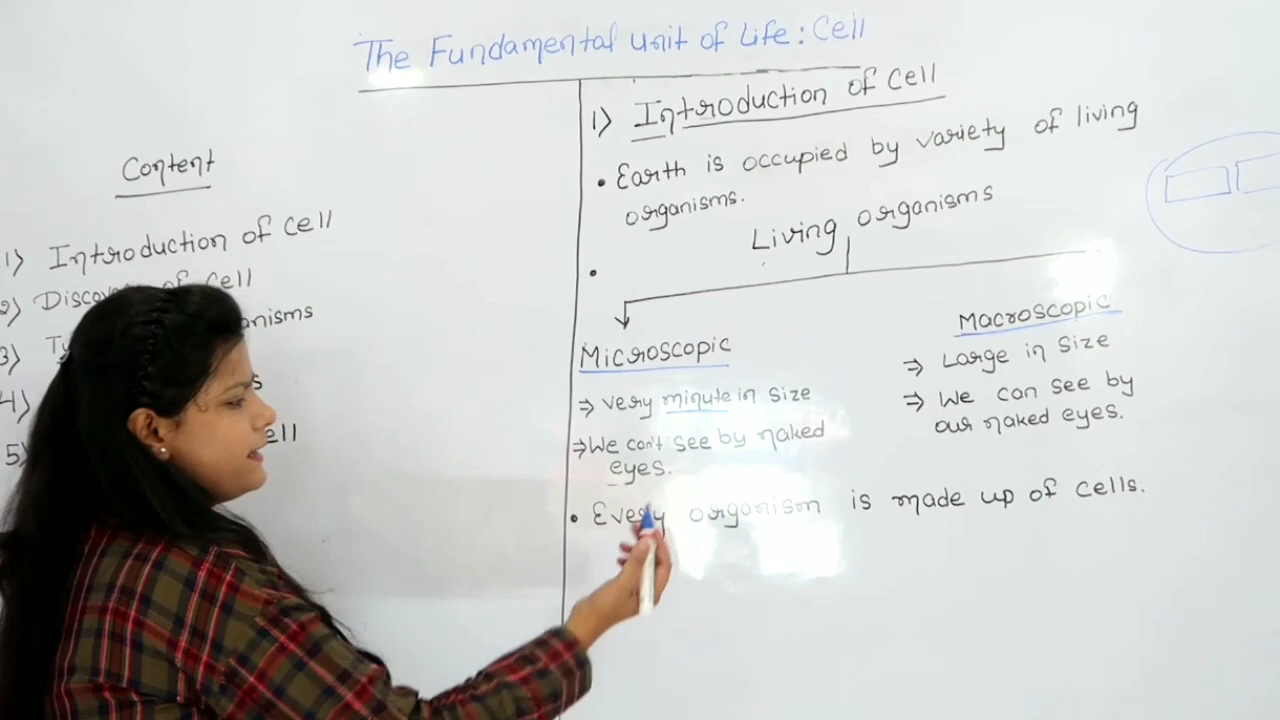 The Fundamental unit of Life: Cell
Content
1) Introduction of cell
2) of Cell
3) anisms
4)
5) ell
1) Introduction of Cell
• Earth is occupied by variety of living
organisms.
Living organisms
•
Microscopic
⇒ very minute in size
⇒ We can't see by naked
eyes.
Macroscopic
⇒ Large in size
⇒ We can see by
our naked eyes.
• Every organism is made up of cells.